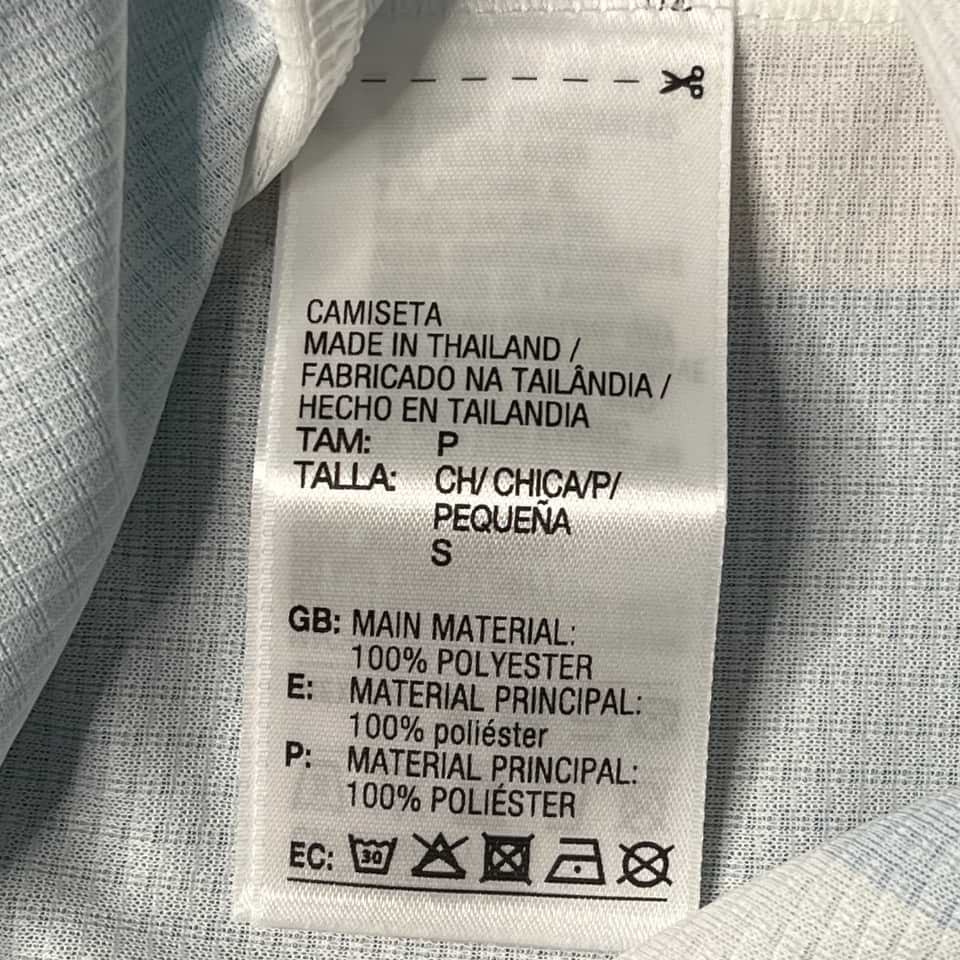 CAMISETA
MADE IN THAILAND /
FABRICADO NA TAILÂNDIA /
HECHO EN TAILANDIA
TAM: P
TALLA: CH/ CHICA/P/
PEQUEÑA
S
GB: MAIN MATERIAL:
100% POLYESTER
E: MATERIAL PRINCIPAL:
100% poliéster
P: MATERIAL PRINCIPAL:
100% POLIÉSTER
EC: 30